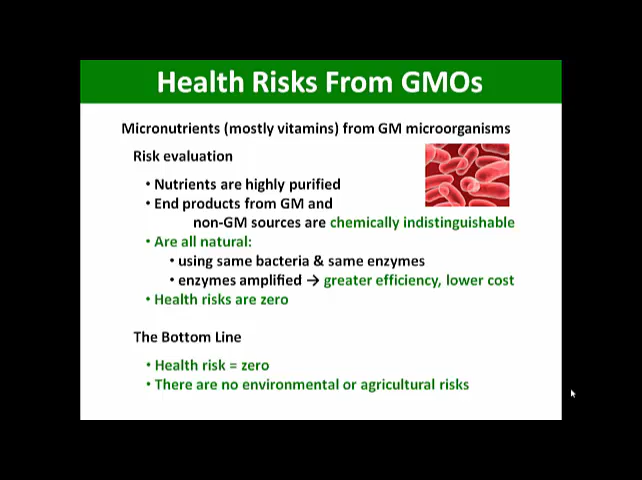 Health Risks From GMOs
Micronutrients (mostly vitamins) from GM microorganisms
Risk evaluation
• Nutrients are highly purified
• End products from GM and
non-GM sources are chemically indistinguishable
• Are all natural:
• using same bacteria & same enzymes
• enzymes amplified → greater efficiency, lower cost
• Health risks are zero
The Bottom Line
• Health risk = zero
• There are no environmental or agricultural risks